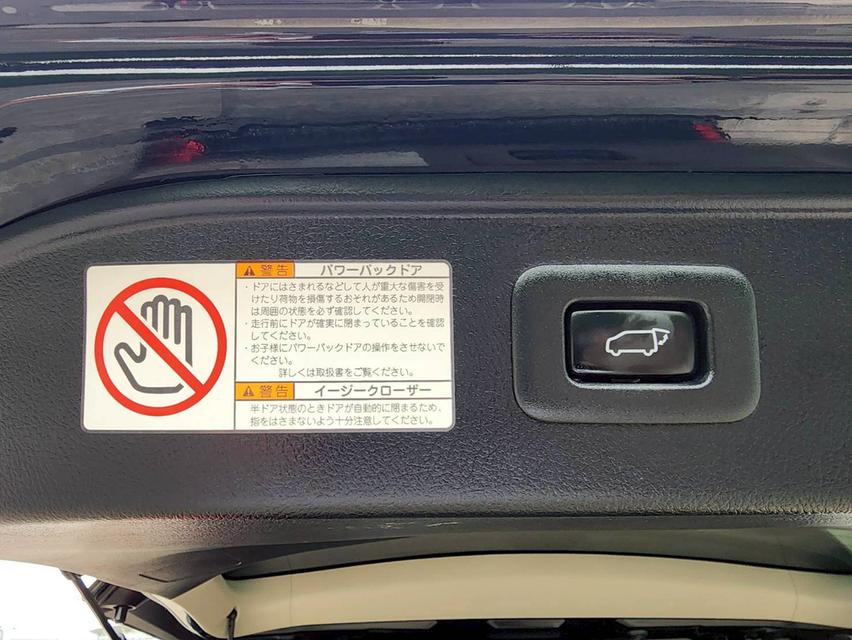 警告 パワーバックドア
・ドアにはさまれるなどして人が重大な傷害を受
けたり荷物を損傷するおそれがあるため開閉時
は周囲の状態を必ず確認してください。
・走行前にドアが確実に閉まっていることを確認
してください。
・お子様にパワーバックドアの操作をさせないで
ください。
詳しくは取扱書をご覧ください。
警告 イージークローザー
半ドア状態のときドアが自動的に閉まるため、
指をはさまないよう十分注意してください。